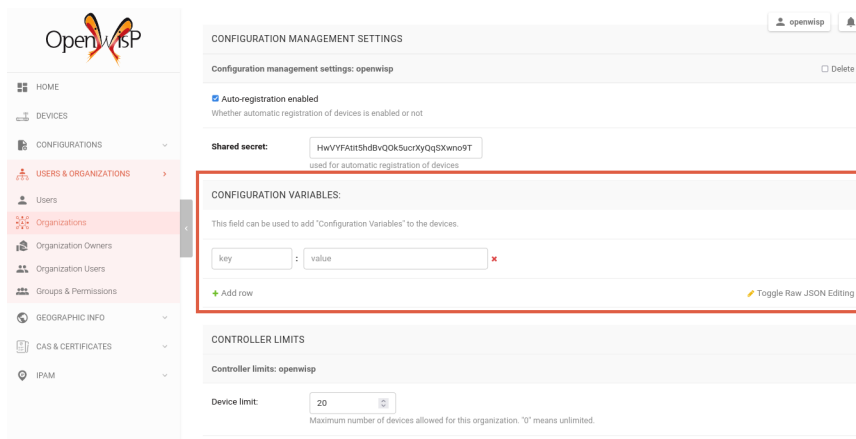 OpenWISP
openwisp
HOME
DEVICES
CONFIGURATIONS
USERS & ORGANIZATIONS
Users
Organizations
Organization Owners
Organization Users
Groups & Permissions
GEOGRAPHIC INFO
CAS & CERTIFICATES
IPAM
CONFIGURATION MANAGEMENT SETTINGS
Configuration management settings: openwisp Delete
Auto-registration enabled
Whether automatic registration of devices is enabled or not
Shared secret:
used for automatic registration of devices
CONFIGURATION VARIABLES:
This field can be used to add "Configuration Variables" to the devices.
key : value
Add row Toggle Raw JSON Editing
CONTROLLER LIMITS
Controller limits: openwisp
Device limit: 20
Maximum number of devices allowed for this organization. "0" means unlimited.